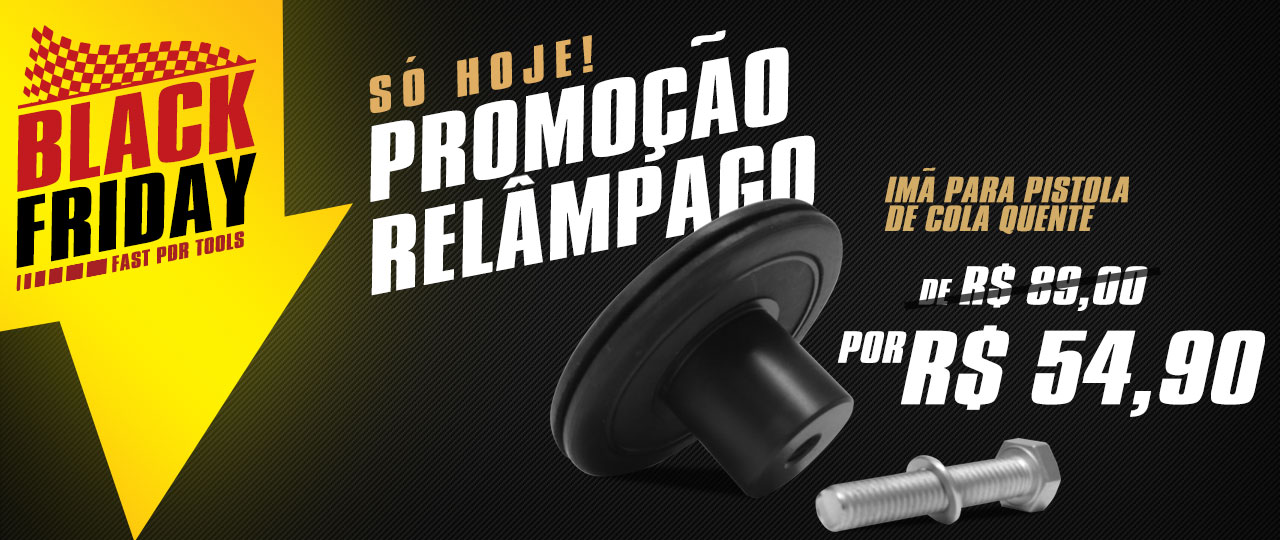 BLACK
FRIDAY
FAST PDR TOOLS
SÓ HOJE!
PROMOÇÃO
RELÂMPAGO
IMÃ PARA PISTOLA
DE COLA QUENTE
DE R$ 89,00
POR R$ 54,90